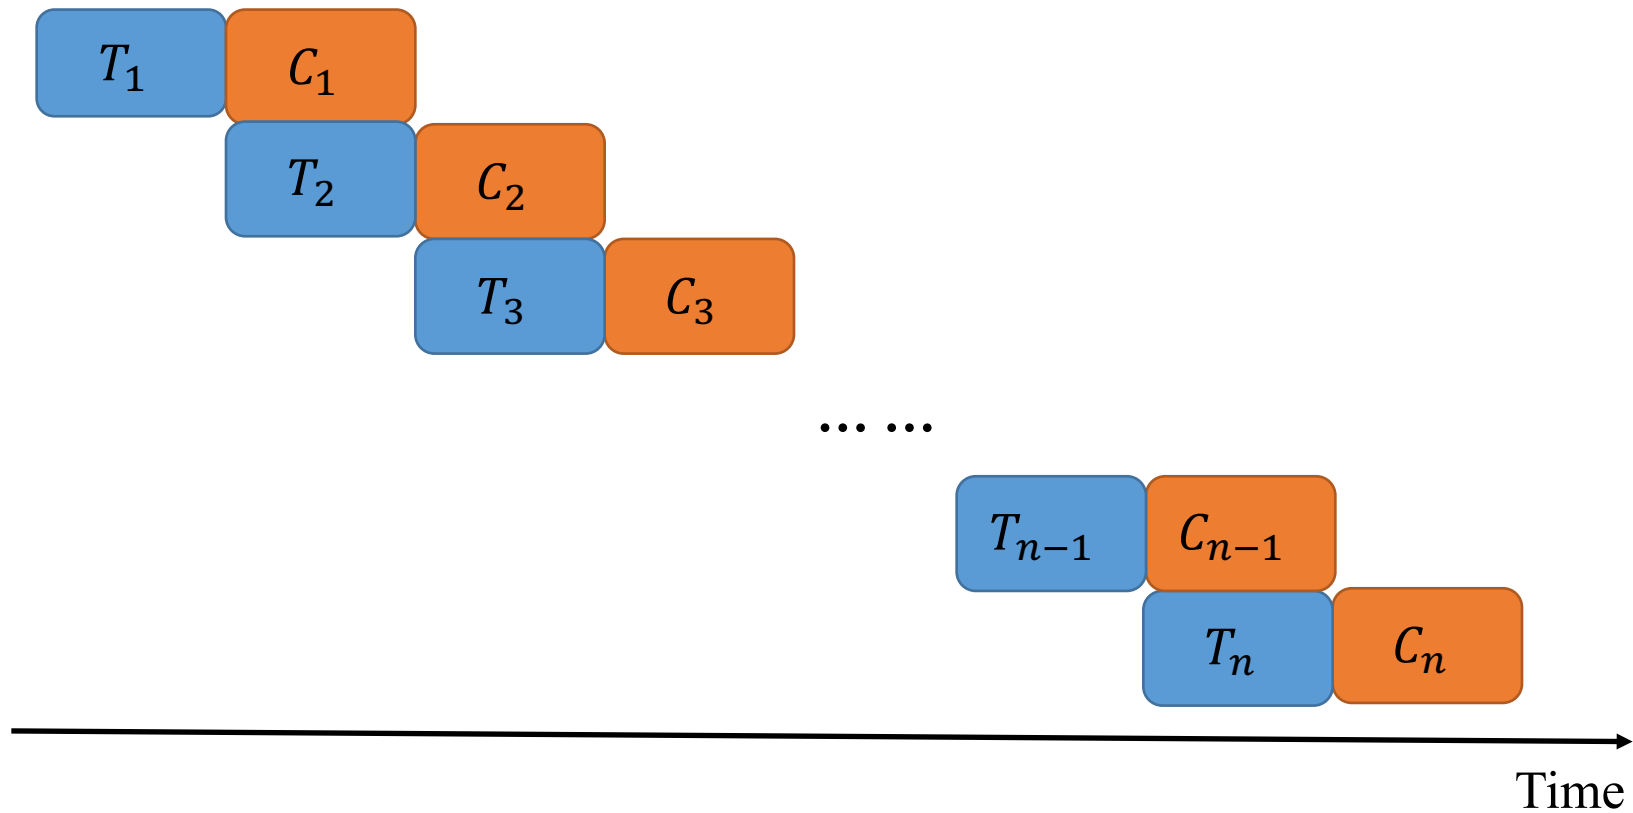 T₁ C₁
T₂ C₂
T₃ C₃
... ...
Tₙ₋₁ Cₙ₋₁
Tₙ Cₙ
Time